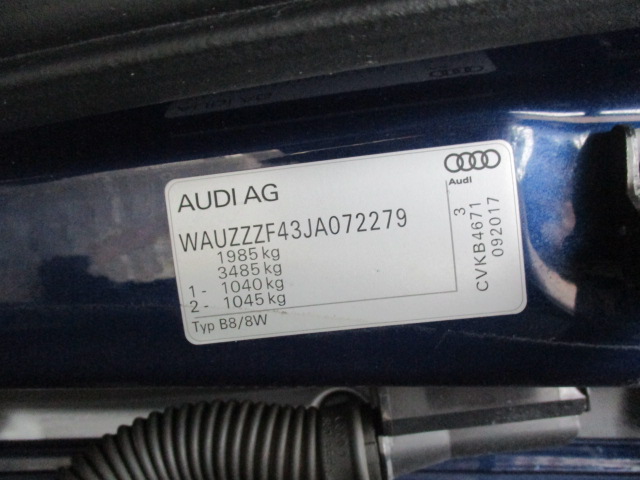 AUDI AG
Audi
WAUZZZF43JA072279
1985 kg
3485 kg
1 - 1040 kg
2 - 1045 kg
Typ B8/8W
3
CVKB4671
092017